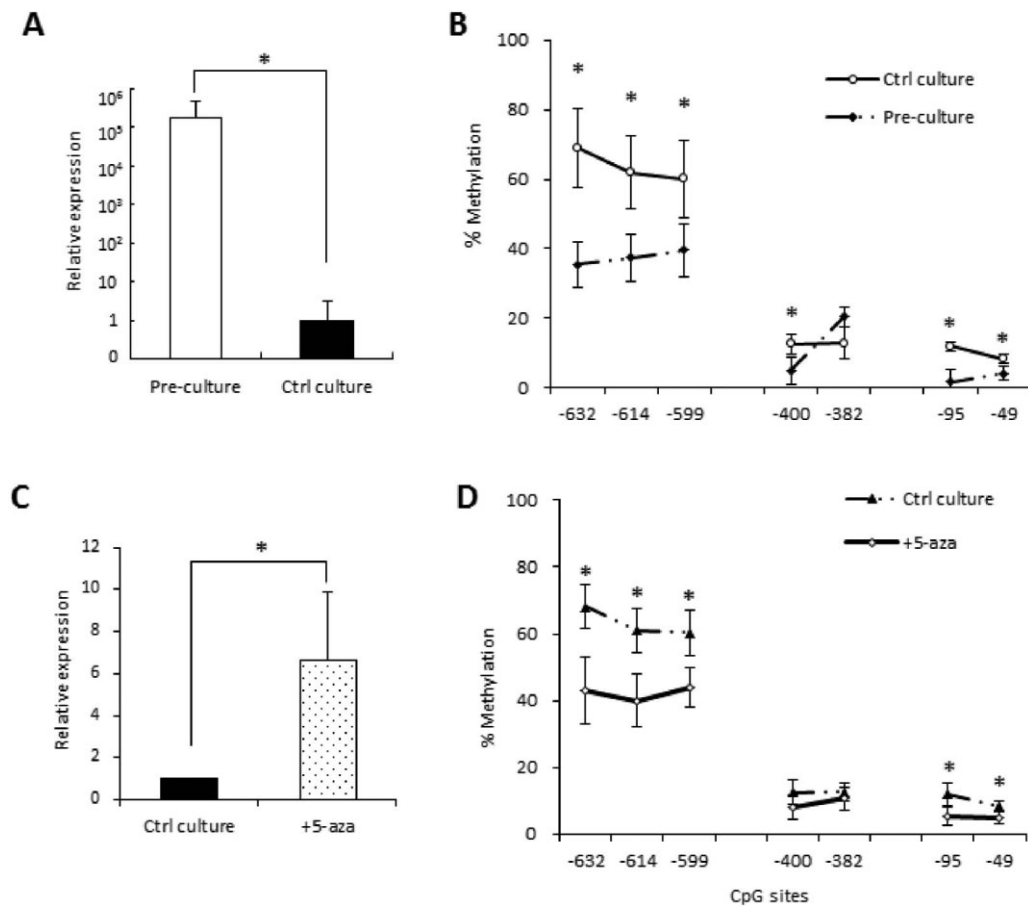 A
*
Relative expression
10⁶
10⁵
10⁴
10³
10²
10
1
0
Pre-culture Ctrl culture
B
% Methylation
100
80
60
40
20
0
Ctrl culture
Pre-culture
* * *
*
* *
-632 -614 -599 -400 -382 -95 -49
C
*
Relative expression
12
10
8
6
4
2
0
Ctrl culture +5-aza
D
% Methylation
100
80
60
40
20
0
Ctrl culture
+5-aza
* * *
* *
-632 -614 -599 -400 -382 -95 -49
CpG sites